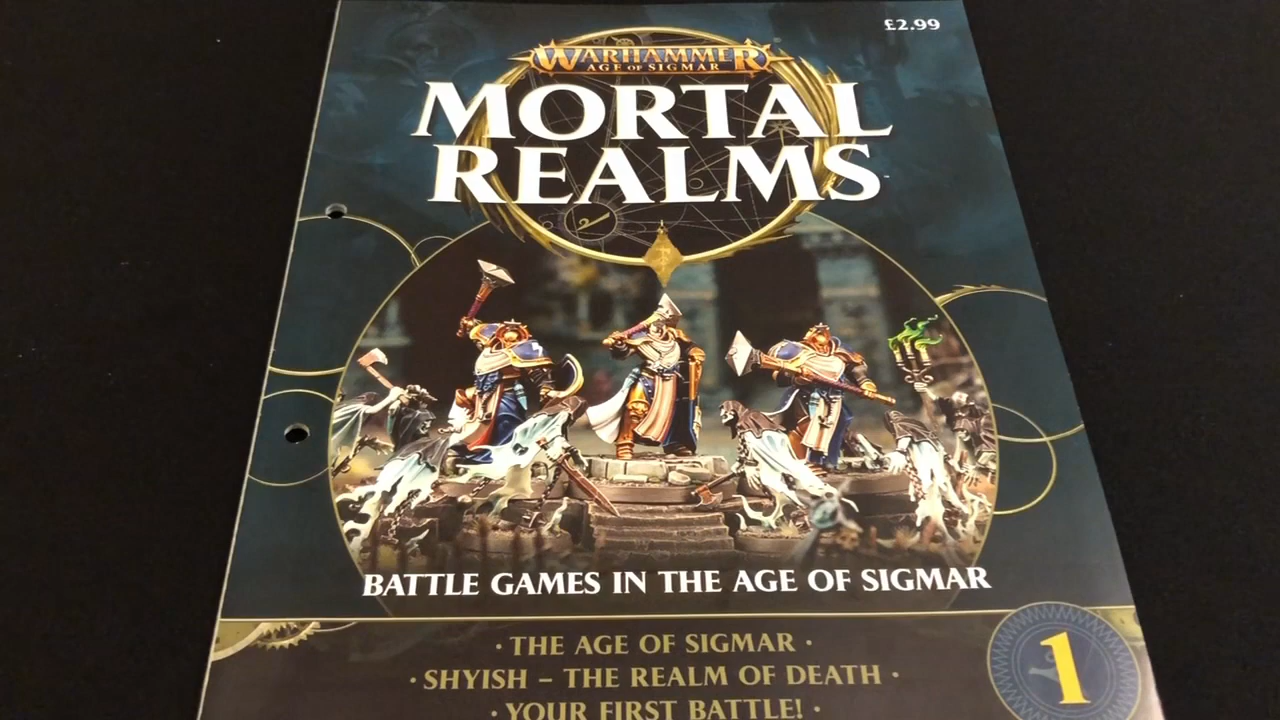 £2.99
WARHAMMER
AGE OF SIGMAR
MORTAL
REALMS
BATTLE GAMES IN THE AGE OF SIGMAR
· THE AGE OF SIGMAR ·
· SHYISH – THE REALM OF DEATH ·
· YOUR FIRST BATTLE! ·
1